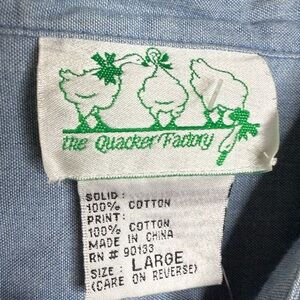 the Quacker Factory
SOLID:
100% COTTON
PRINT:
100% COTTON
MADE IN CHINA
RN # 90133
SIZE: LARGE
(CARE ON REVERSE)